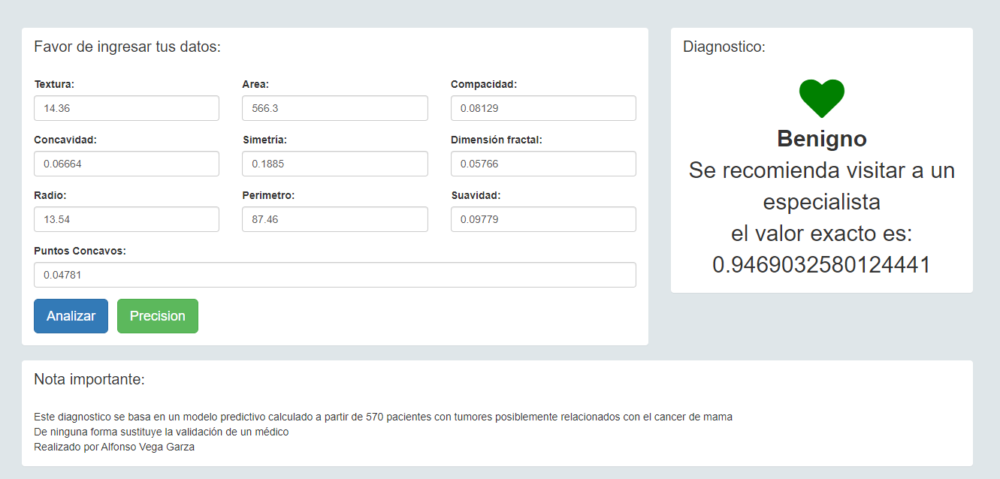 Favor de ingresar tus datos:
Textura:
14.36
Area:
566.3
Compacidad:
0.08129
Concavidad:
0.06664
Simetría:
0.1885
Dimensión fractal:
0.05766
Radio:
13.54
Perimetro:
87.46
Suavidad:
0.09779
Puntos Concavos:
0.04781
Analizar
Precision
Diagnostico:
Benigno
Se recomienda visitar a un
especialista
el valor exacto es:
0.9469032580124441
Nota importante:
Este diagnostico se basa en un modelo predictivo calculado a partir de 570 pacientes con tumores posiblemente relacionados con el cancer de mama
De ninguna forma sustituye la validación de un médico
Realizado por Alfonso Vega Garza